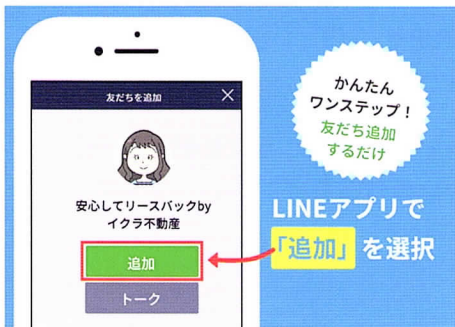 友だちを追加
安心してリースバックby
イクラ不動産
追加
トーク
かんたん
ワンステップ！
友だち追加
するだけ
LINEアプリで
「追加」を選択